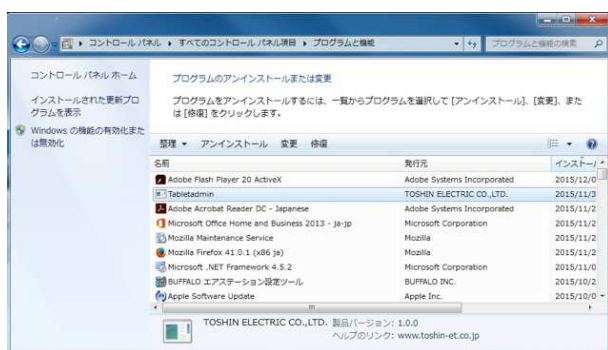 コントロール パネル ▸ すべてのコントロール パネル項目 ▸ プログラムと機能
プログラムと機能の検索
コントロール パネル ホーム
インストールされた更新プロ
グラムを表示
Windows の機能の有効化また
は無効化
プログラムのアンインストールまたは変更
プログラムをアンインストールするには、一覧からプログラムを選択して [アンインストール]、[変更]、また
は [修復] をクリックします。
整理 ▼ アンインストール 変更 修復
名前 発行元 インストー
Adobe Flash Player 20 ActiveX Adobe Systems Incorporated 2015/12/0
Tabletadmin TOSHIN ELECTRIC CO.,LTD. 2015/11/3
Adobe Acrobat Reader DC - Japanese Adobe Systems Incorporated 2015/11/2
Microsoft Office Home and Business 2013 - ja-jp Microsoft Corporation 2015/11/2
Mozilla Maintenance Service Mozilla 2015/11/2
Mozilla Firefox 41.0.1 (x86 ja) Mozilla 2015/11/2
Microsoft .NET Framework 4.5.2 Microsoft Corporation 2015/11/0
BUFFALO エアステーション設定ツール BUFFALO INC. 2015/10/2
Apple Software Update Apple Inc. 2015/10/0
TOSHIN ELECTRIC CO.,LTD. 製品バージョン: 1.0.0
ヘルプのリンク: www.toshin-et.co.jp